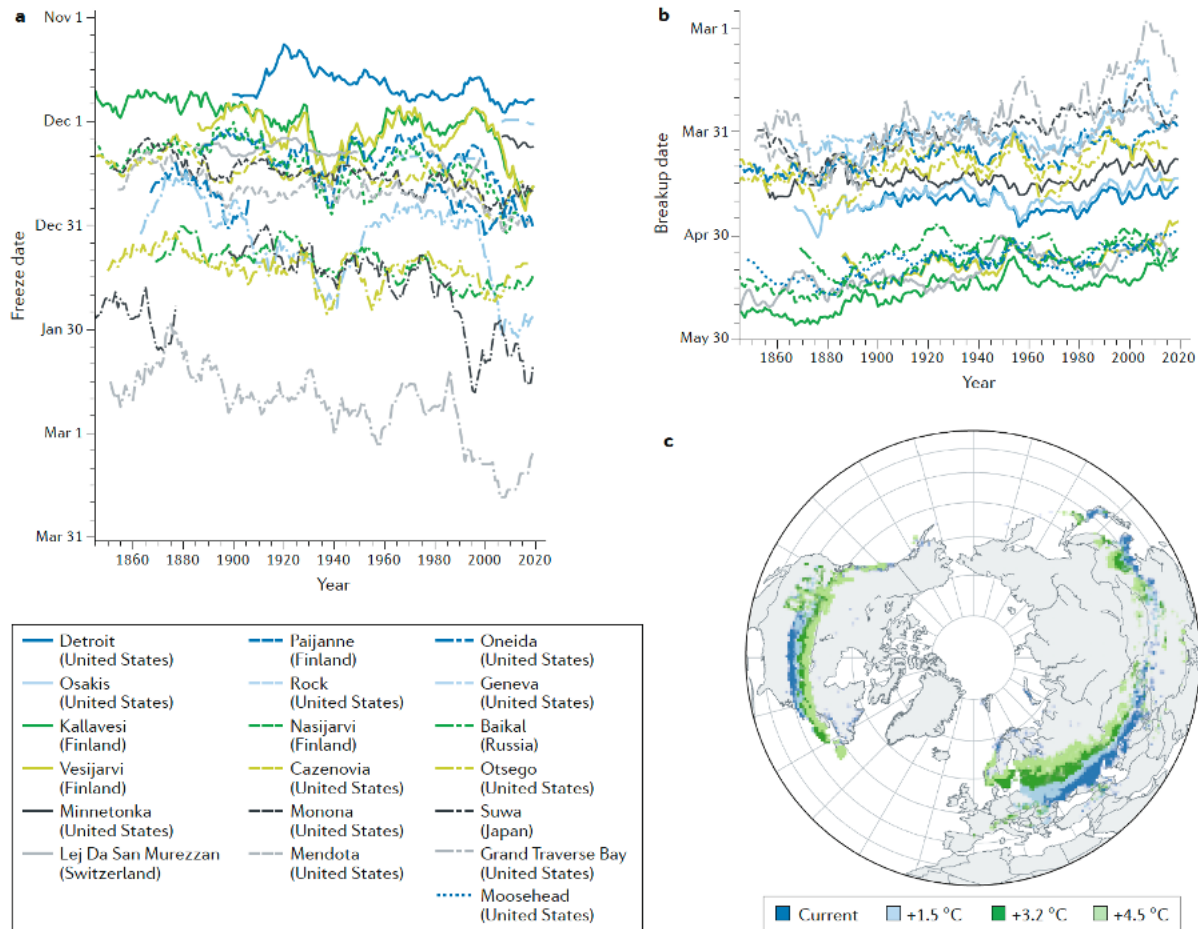 a
Nov 1
Dec 1
Dec 31
Jan 30
Mar 1
Mar 31
Freeze date
1860 1880 1900 1920 1940 1960 1980 2000 2020
Year
b
Mar 1
Mar 31
Apr 30
May 30
Breakup date
1860 1880 1900 1920 1940 1960 1980 2000 2020
Year
Detroit
(United States)
Osakis
(United States)
Kallavesi
(Finland)
Vesijarvi
(Finland)
Minnetonka
(United States)
Lej Da San Murezzan
(Switzerland)
Paijanne
(Finland)
Rock
(United States)
Nasijarvi
(Finland)
Cazenovia
(United States)
Monona
(United States)
Mendota
(United States)
Oneida
(United States)
Geneva
(United States)
Baikal
(Russia)
Otsego
(United States)
Suwa
(Japan)
Grand Traverse Bay
(United States)
Moosehead
(United States)
c
Current +1.5 °C +3.2 °C +4.5 °C